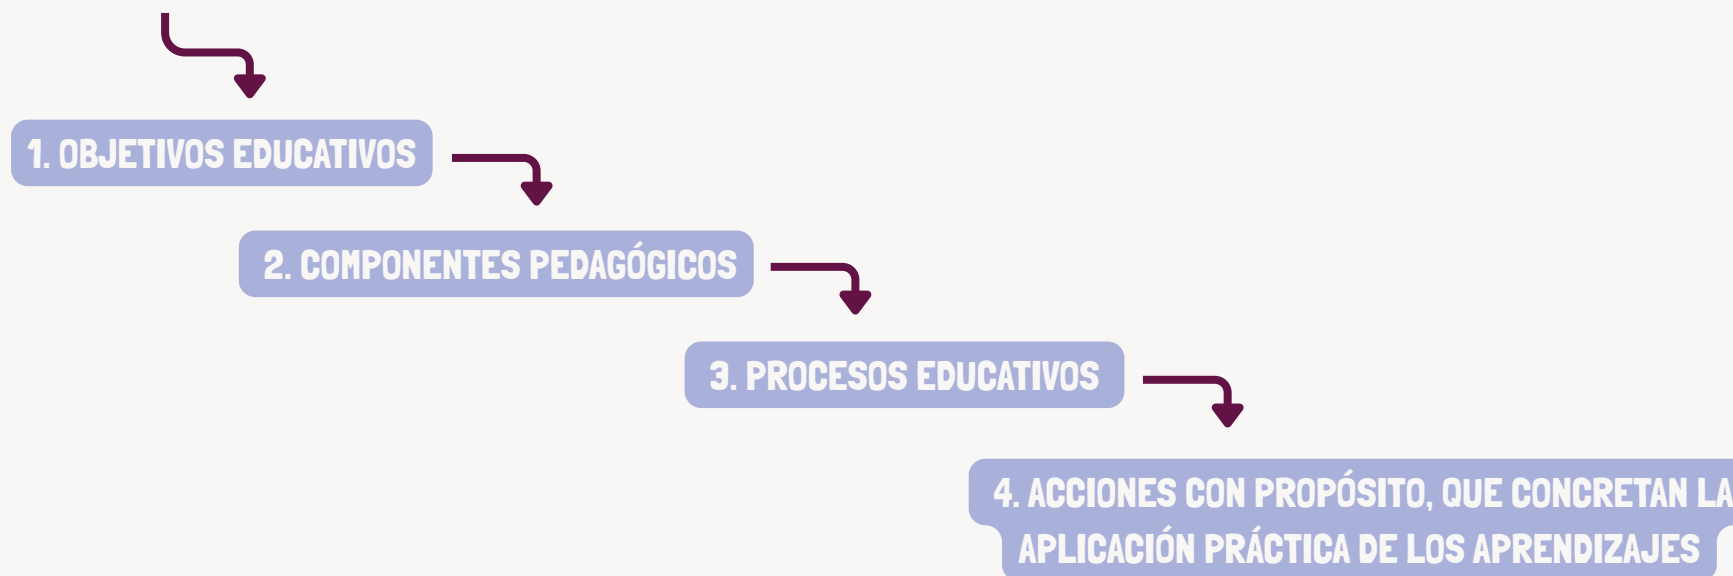 1. OBJETIVOS EDUCATIVOS
2. COMPONENTES PEDAGÓGICOS
3. PROCESOS EDUCATIVOS
4. ACCIONES CON PROPÓSITO, QUE CONCRETAN LA
APLICACIÓN PRÁCTICA DE LOS APRENDIZAJES